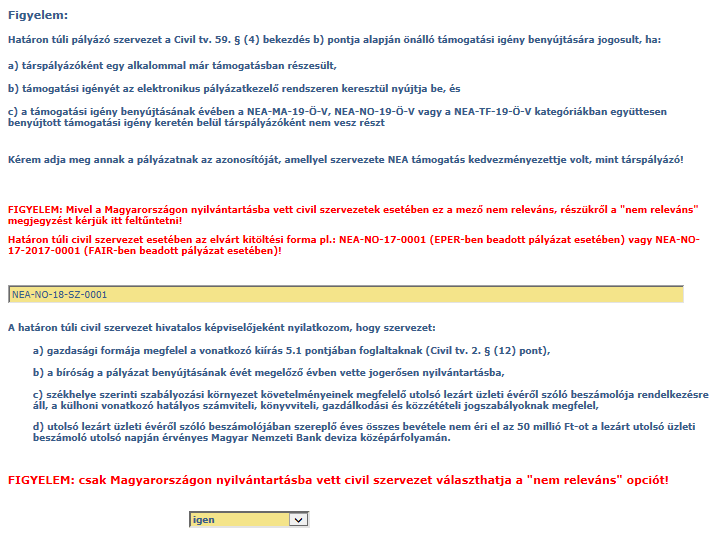 Figyelem:
Határon túli pályázó szervezet a Civil tv. 59. § (4) bekezdés b) pontja alapján önálló támogatási igény benyújtására jogosult, ha:
a) társpályázóként egy alkalommal már támogatásban részesült,
b) támogatási igényét az elektronikus pályázatkezelő rendszeren keresztül nyújtja be, és
c) a támogatási igény benyújtásának évében a NEA-MA-19-Ö-V, NEA-NO-19-Ö-V vagy a NEA-TF-19-Ö-V kategóriákban együttesen
benyújtott támogatási igény keretén belül társpályázóként nem vesz részt
Kérem adja meg annak a pályázatnak az azonosítóját, amellyel szervezete NEA támogatás kedvezményezettje volt, mint társpályázó!
FIGYELEM: Mivel a Magyarországon nyilvántartásba vett civil szervezetek esetében ez a mező nem releváns, részükről a "nem releváns"
megjegyzést kérjük itt feltűntetni!
Határon túli civil szervezet esetében az elvárt kitöltési forma pl.: NEA-NO-17-0001 (EPER-ben beadott pályázat esetében) vagy NEA-NO-
17-2017-0001 (FAIR-ben beadott pályázat esetében)!
NEA-NO-18-SZ-0001
A határon túli civil szervezet hivatalos képviselőjeként nyilatkozom, hogy szervezet:
a) gazdasági formája megfelel a vonatkozó kiírás 5.1 pontjában foglaltaknak (Civil tv. 2. § (12) pont),
b) a bíróság a pályázat benyújtásának évét megelőző évben vette jogerősen nyilvántartásba,
c) székhelye szerinti szabályozási környezet követelményeinek megfelelő utolsó lezárt üzleti évéről szóló beszámolója rendelkezésre
áll, a külhoni vonatkozó hatályos számviteli, könyvviteli, gazdálkodási és közzétételi jogszabályoknak megfelel,
d) utolsó lezárt üzleti évéről szóló beszámolójában szereplő éves összes bevétele nem éri el az 50 millió Ft-ot a lezárt utolsó üzleti
beszámoló utolsó napján érvényes Magyar Nemzeti Bank deviza középárfolyamán.
FIGYELEM: csak Magyarországon nyilvántartásba vett civil szervezet választhatja a "nem releváns" opciót!
igen